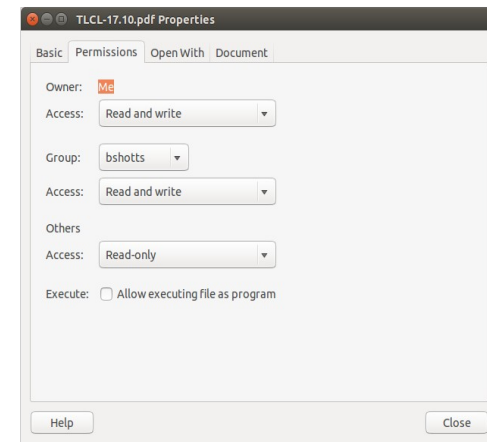 TLCL-17.10.pdf Properties
Basic Permissions Open With Document
Owner: Me
Access: Read and write
Group: bshotts
Access: Read and write
Others
Access: Read-only
Execute: Allow executing file as program
Help Close